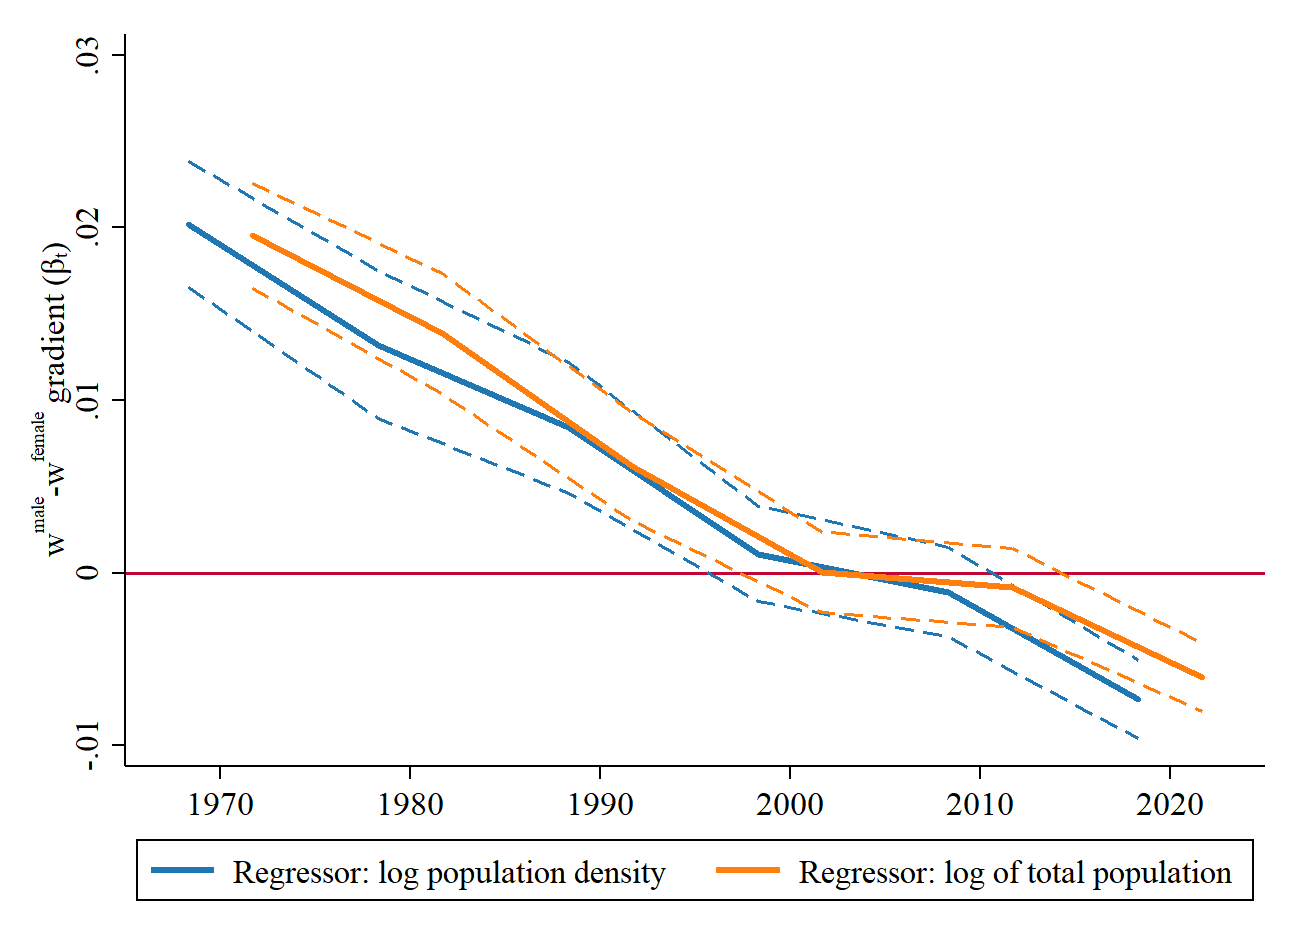 .03
.02
.01
0
-.01
w^male-w^female gradient (βₜ)
1970 1980 1990 2000 2010 2020
Regressor: log population density Regressor: log of total population